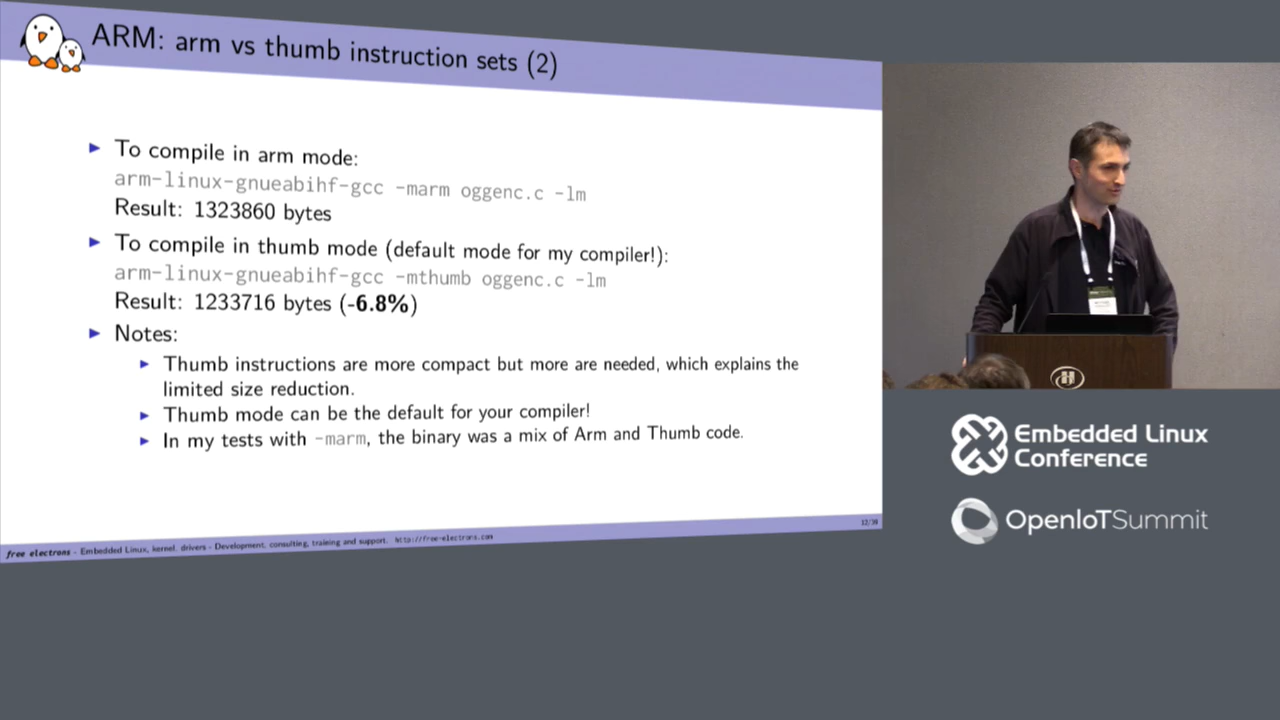 ARM: arm vs thumb instruction sets (2)
To compile in arm mode:
arm-linux-gnueabihf-gcc -marm oggenc.c -lm
Result: 1323860 bytes
To compile in thumb mode (default mode for my compiler!):
arm-linux-gnueabihf-gcc -mthumb oggenc.c -lm
Result: 1233716 bytes (-6.8%)
Notes:
Thumb instructions are more compact but more are needed, which explains the
limited size reduction.
Thumb mode can be the default for your compiler!
In my tests with -marm, the binary was a mix of Arm and Thumb code.
free electrons - Embedded Linux, kernel, drivers - Development, consulting, training and support. http://free-electrons.com
Embedded Linux
Conference
OpenIoTSummit